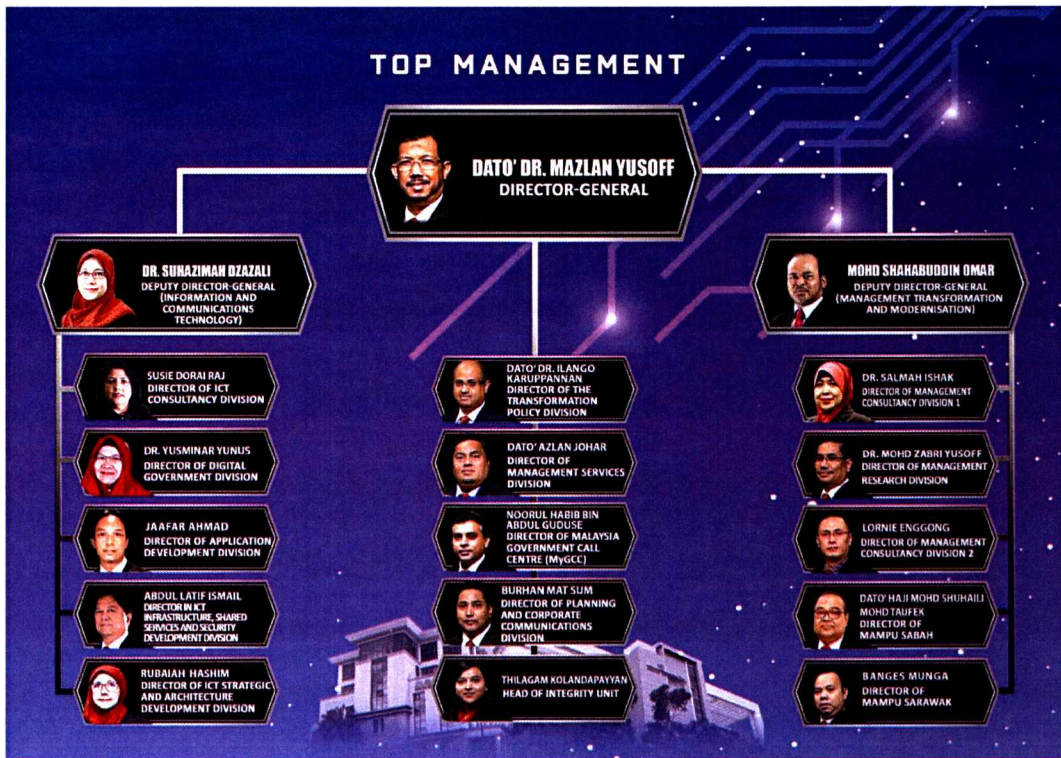 TOP MANAGEMENT
DATO' DR. MAZLAN YUSOFF
DIRECTOR-GENERAL
DR. SUHAZIMAH DZAZALI
DEPUTY DIRECTOR-GENERAL
(INFORMATION AND
COMMUNICATIONS
TECHNOLOGY)
SUSIE DORAI RAJ
DIRECTOR OF ICT
CONSULTANCY DIVISION
DR. YUSMINAR YUNUS
DIRECTOR OF DIGITAL
GOVERNMENT DIVISION
JAAFAR AHMAD
DIRECTOR OF APPLICATION
DEVELOPMENT DIVISION
ABDUL LATIF ISMAIL
DIRECTOR IN ICT
INFRASTRUCTURE, SHARED
SERVICES AND SECURITY
DEVELOPMENT DIVISION
RUBAIAH HASHIM
DIRECTOR OF ICT STRATEGIC
AND ARCHITECTURE
DEVELOPMENT DIVISION
DATO' DR. ILANGO
KARUPPANNAN
DIRECTOR OF THE
TRANSFORMATION
POLICY DIVISION
DATO' AZLAN JOHAR
DIRECTOR OF
MANAGEMENT SERVICES
DIVISION
NOORUL HABIB BIN
ABDUL GUDUSE
DIRECTOR OF MALAYSIA
GOVERNMENT CALL
CENTRE (MyGCC)
BURHAN MAT SUM
DIRECTOR OF PLANNING
AND CORPORATE
COMMUNICATIONS
DIVISION
THILAGAM KOLANDAPAYYAN
HEAD OF INTEGRITY UNIT
MOHD SHAHABUDDIN OMAR
DEPUTY DIRECTOR-GENERAL
(MANAGEMENT TRANSFORMATION
AND MODERNISATION)
DR. SALMAH ISHAK
DIRECTOR OF MANAGEMENT
CONSULTANCY DIVISION 1
DR. MOHD ZABRI YUSOFF
DIRECTOR OF MANAGEMENT
RESEARCH DIVISION
LORNIE ENGGONG
DIRECTOR OF MANAGEMENT
CONSULTANCY DIVISION 2
DATO' HAJI MOHD SHUHAILI
MOHD TAUFEK
DIRECTOR OF
MAMPU SABAH
BANGES MUNGA
DIRECTOR OF
MAMPU SARAWAK